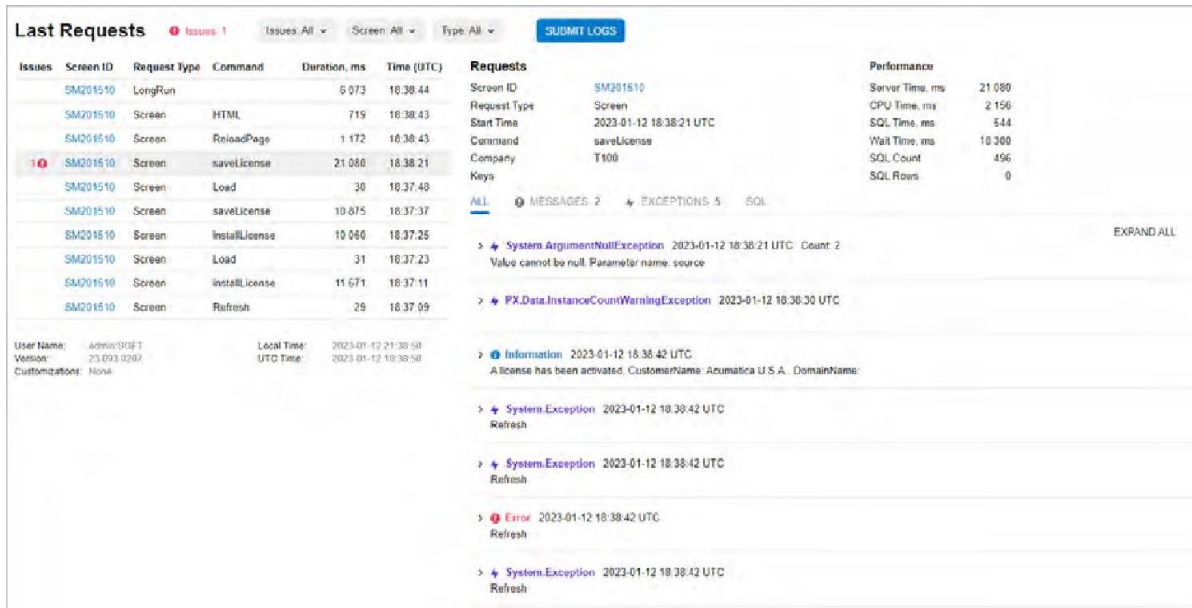 Last Requests Issues: 1 Issues: All Screen: All Type: All SUBMIT LOGS
Issues Screen ID Request Type Command Duration, ms Time (UTC)
SM201510 LongRun 6 073 18:38:44
SM201510 Screen HTML 719 18:38:43
SM201510 Screen ReloadPage 1 172 18:38:43
1 SM201510 Screen saveLicense 21 080 18:38:21
SM201510 Screen Load 30 18:37:48
SM201510 Screen saveLicense 10 875 18:37:37
SM201510 Screen installLicense 10 060 18:37:25
SM201510 Screen Load 31 18:37:23
SM201510 Screen installLicense 11 671 18:37:11
SM201510 Screen Refresh 29 18:37:09
User Name: Local Time: 2023-01-12 21:38:50
Version: 23.093.0207 UTC Time: 2023-01-12 18:38:50
Customizations: None
Requests
Screen ID SM201510
Request Type Screen
Start Time 2023-01-12 18:38:21 UTC
Command saveLicense
Company T100
Keys
Performance
Server Time, ms 21 080
CPU Time, ms 2 156
SQL Time, ms 544
Wait Time, ms 18 380
SQL Count 496
SQL Rows 0
ALL MESSAGES 2 EXCEPTIONS 5 SQL
EXPAND ALL
System.ArgumentNullException 2023-01-12 18:38:21 UTC Count: 2
Value cannot be null. Parameter name: source
PX.Data.InstanceCountWarningException 2023-01-12 18:38:30 UTC
Information 2023-01-12 18:38:42 UTC
A license has been activated. CustomerName: Acumatica U.S.A., DomainName:
System.Exception 2023-01-12 18:38:42 UTC
Refresh
System.Exception 2023-01-12 18:38:42 UTC
Refresh
Error 2023-01-12 18:38:42 UTC
Refresh
System.Exception 2023-01-12 18:38:42 UTC
Refresh